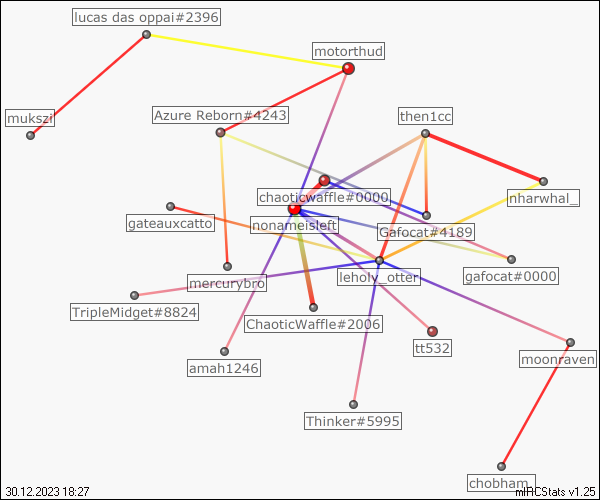 lucas das oppai#2396
motorthud
mukszi
Azure Reborn#4243
then1cc
chaoticwaffle#0000
nharwhal_
gateauxcatto
nonameisleft
Gafocat#4189
mercurybro
leholy_otter
gafocat#0000
TripleMidget#8824
ChaoticWaffle#2006
tt532
amah1246
moonraven
Thinker#5995
chobham_
30.12.2023 18:27
mIRCStats v1.25